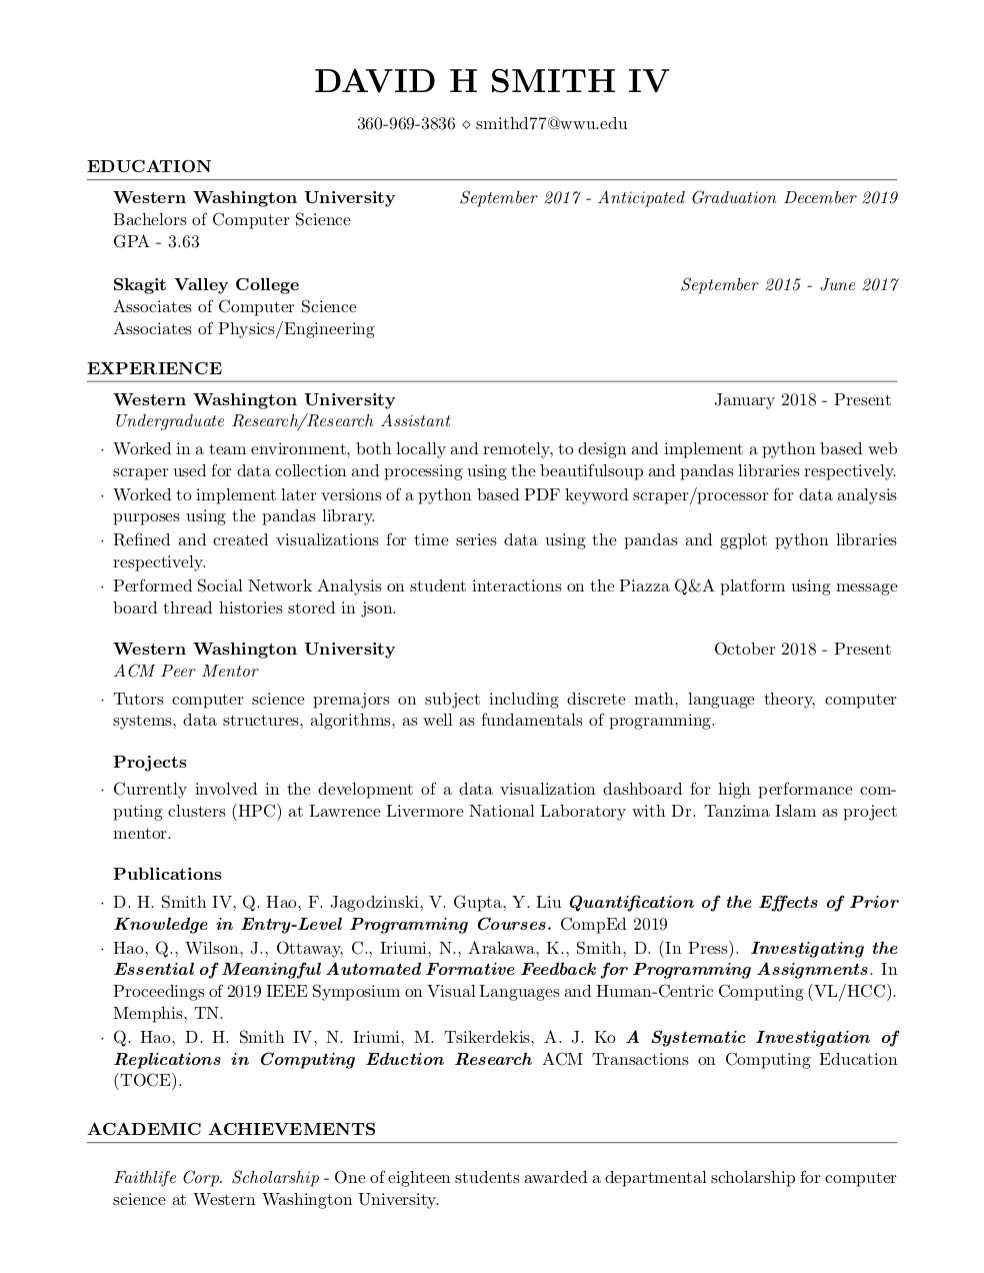 DAVID H SMITH IV
360-969-3836 ⋄ smithd77@wwu.edu
EDUCATION
Western Washington University September 2017 - Anticipated Graduation December 2019
Bachelors of Computer Science
GPA - 3.63
Skagit Valley College September 2015 - June 2017
Associates of Computer Science
Associates of Physics/Engineering
EXPERIENCE
Western Washington University January 2018 - Present
Undergraduate Research/Research Assistant
· Worked in a team environment, both locally and remotely, to design and implement a python based web
scraper used for data collection and processing using the beautifulsoup and pandas libraries respectively.
· Worked to implement later versions of a python based PDF keyword scraper/processor for data analysis
purposes using the pandas library.
· Refined and created visualizations for time series data using the pandas and ggplot python libraries
respectively.
· Performed Social Network Analysis on student interactions on the Piazza Q&A platform using message
board thread histories stored in json.
Western Washington University October 2018 - Present
ACM Peer Mentor
· Tutors computer science premajors on subject including discrete math, language theory, computer
systems, data structures, algorithms, as well as fundamentals of programming.
Projects
· Currently involved in the development of a data visualization dashboard for high performance com-
puting clusters (HPC) at Lawrence Livermore National Laboratory with Dr. Tanzima Islam as project
mentor.
Publications
· D. H. Smith IV, Q. Hao, F. Jagodzinski, V. Gupta, Y. Liu Quantification of the Effects of Prior
Knowledge in Entry-Level Programming Courses. CompEd 2019
· Hao, Q., Wilson, J., Ottaway, C., Iriumi, N., Arakawa, K., Smith, D. (In Press). Investigating the
Essential of Meaningful Automated Formative Feedback for Programming Assignments. In
Proceedings of 2019 IEEE Symposium on Visual Languages and Human-Centric Computing (VL/HCC).
Memphis, TN.
· Q. Hao, D. H. Smith IV, N. Iriumi, M. Tsikerdekis, A. J. Ko A Systematic Investigation of
Replications in Computing Eduction Research ACM Transactions on Computing Education
(TOCE).
ACADEMIC ACHIEVEMENTS
Faithlife Corp. Scholarship - One of eighteen students awarded a departmental scholarship for computer
science at Western Washington University.